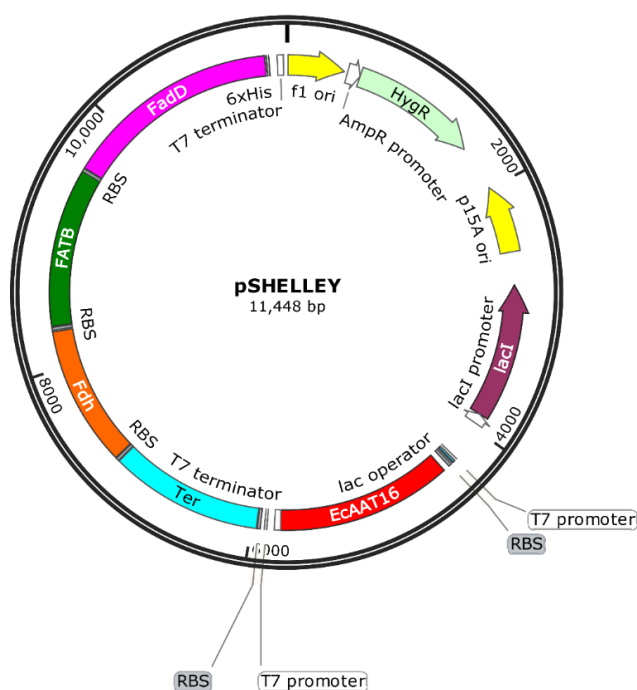 pSHELLEY
11,448 bp
f1 ori
AmpR promoter
HygR
2000
p15A ori
lacI
lacI promoter
4000
T7 promoter
RBS
lac operator
EcAAT16
T7 terminator
T7 promoter
RBS
Ter
RBS
Fdh
8000
RBS
FATB
RBS
10,000
FadD
6xHis
T7 terminator